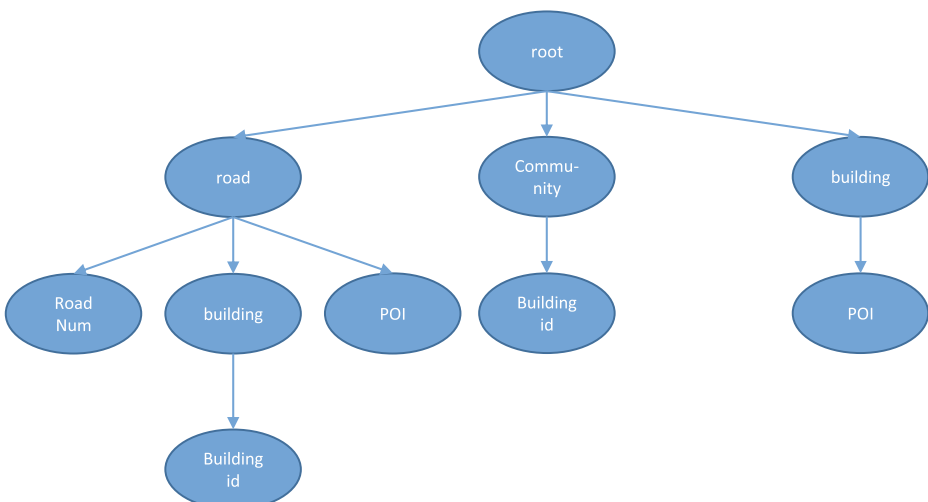 root
road
Commu-
nity
building
Road
Num
building
POI
Building
id
POI
Building
id